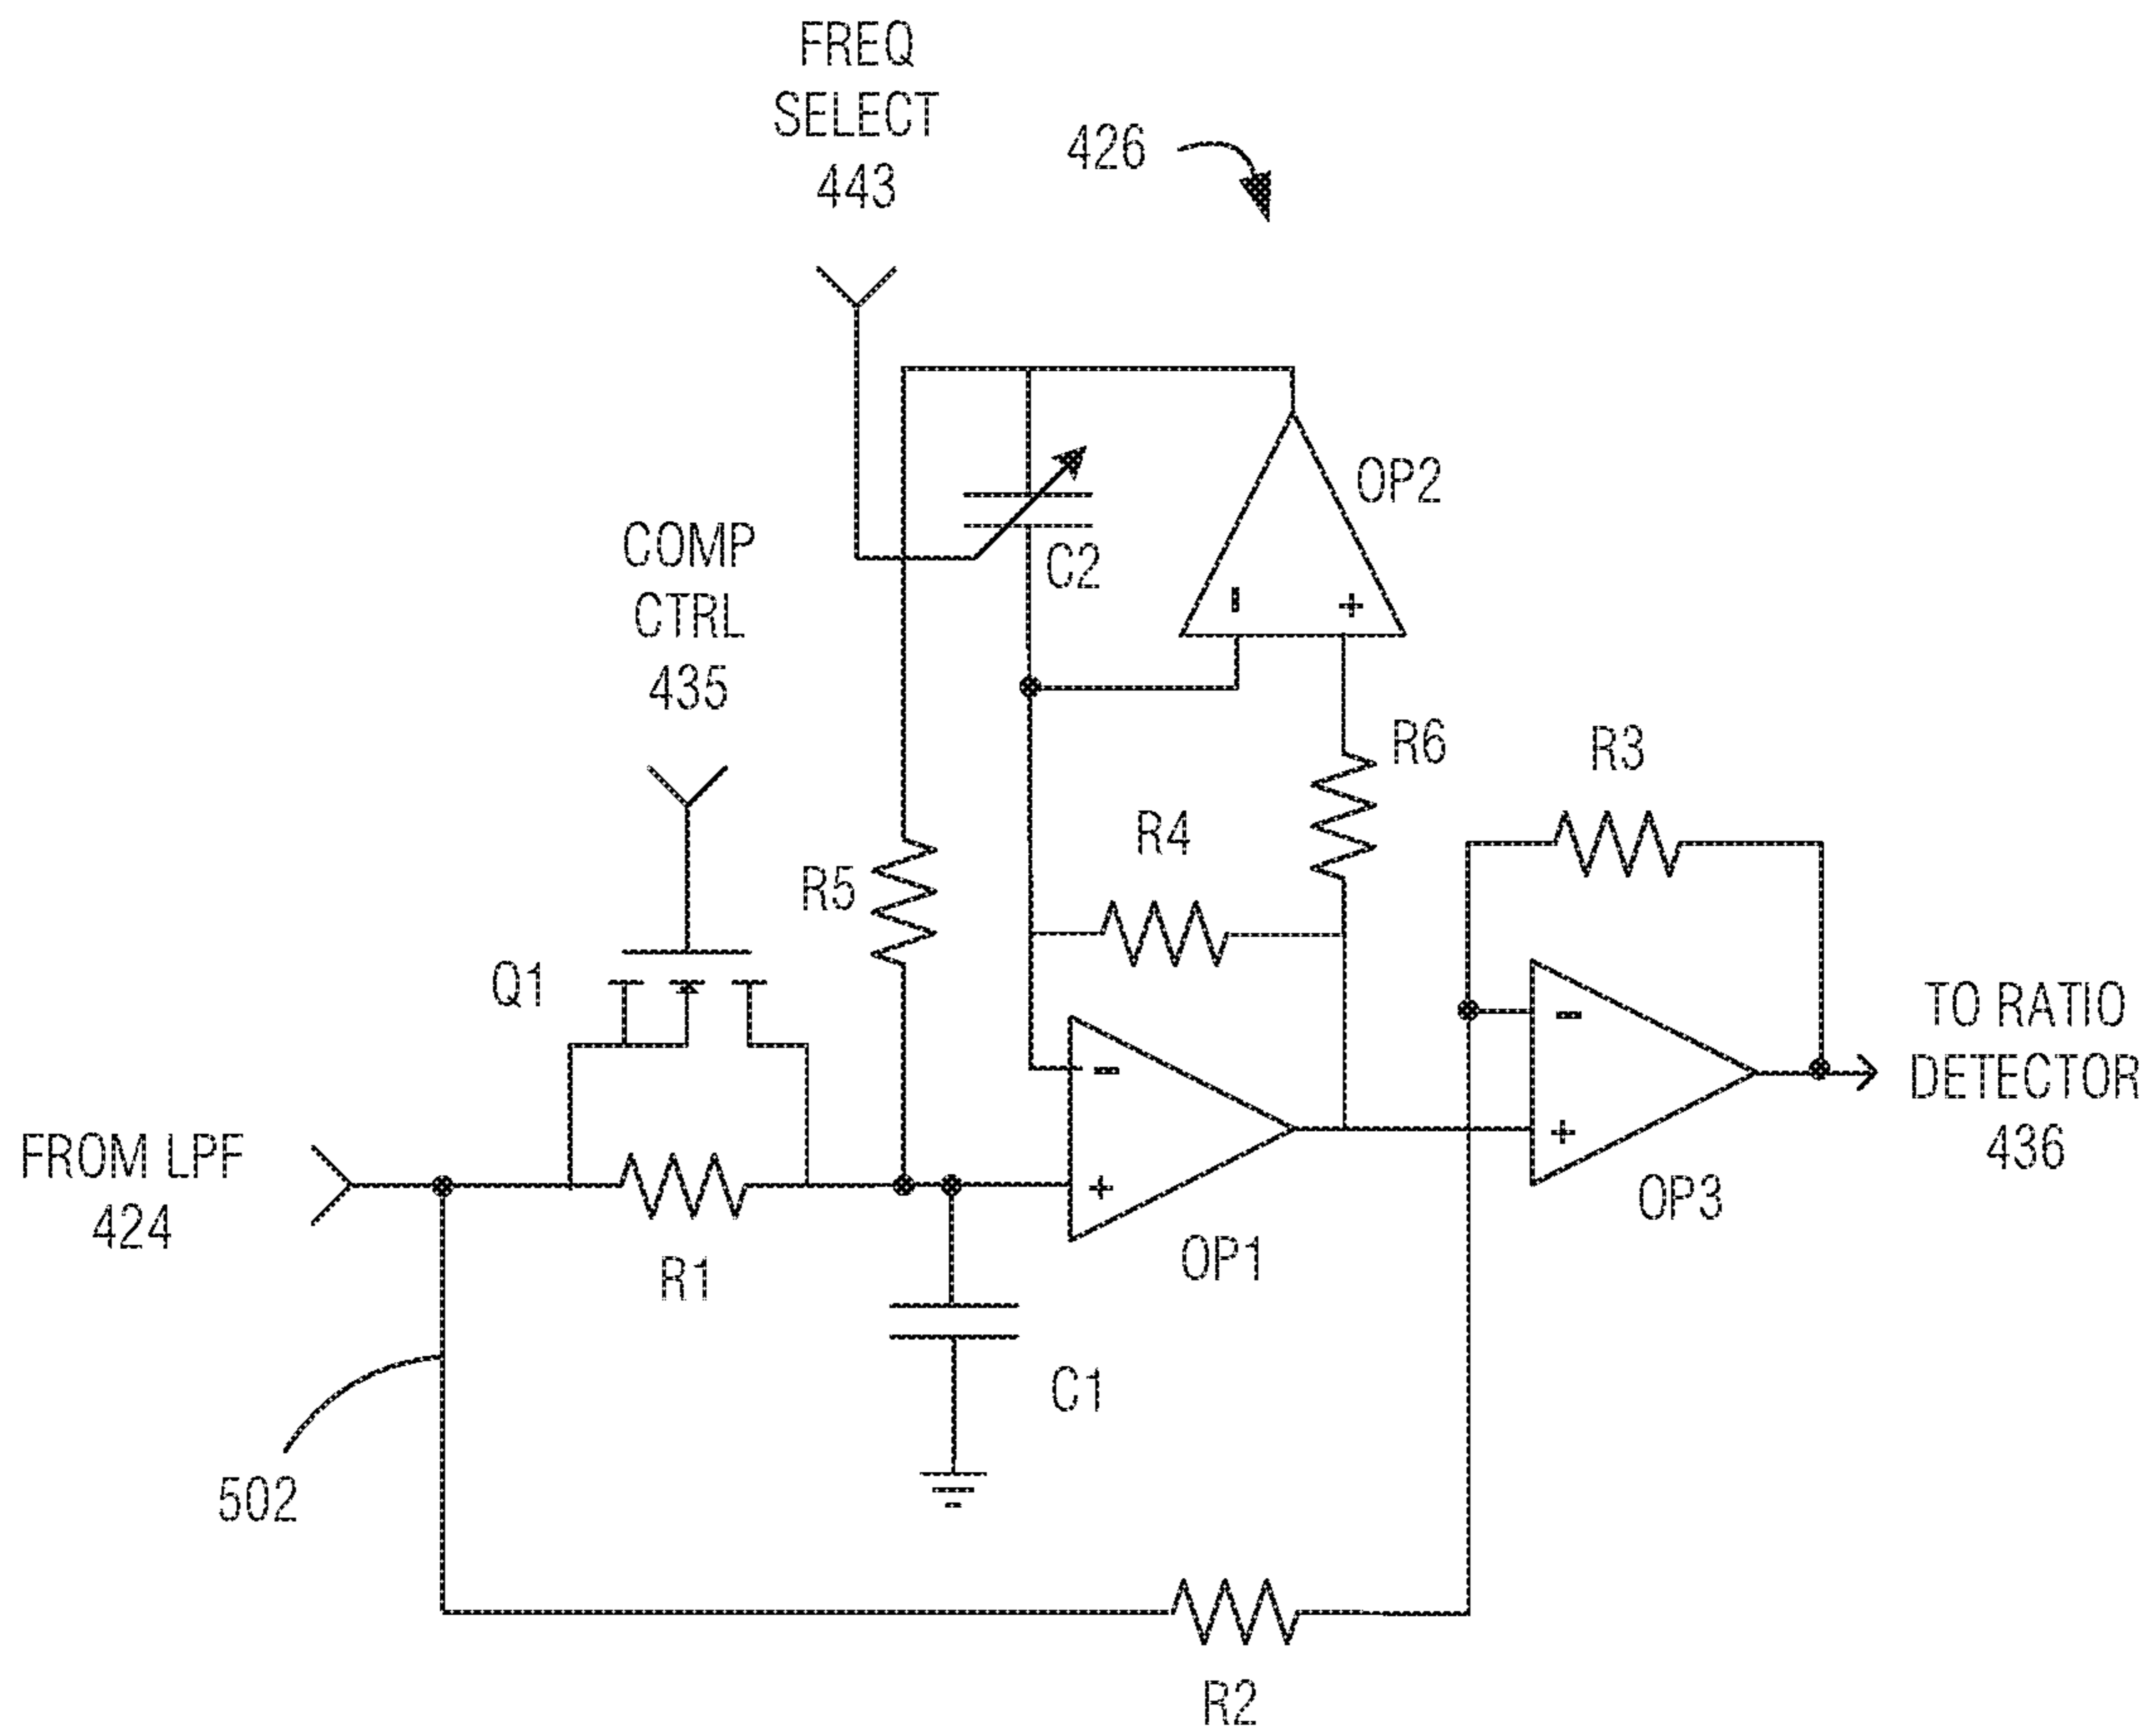 FREQ
SELECT
443
426
OP2
C2
COMP
CTRL
435
R6
R3
R4
R5
Q1
-
+
-
+
-
+
TO RATIO
DETECTOR
436
FROM LPF
424
OP3
OP1
R1
C1
502
R2